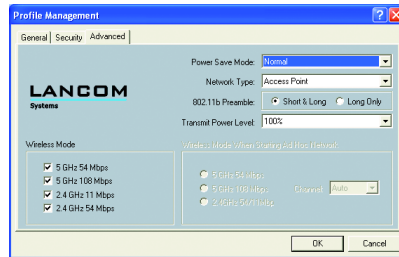 Profile Management
General Security Advanced
Power Save Mode: Normal
Network Type: Access Point
802.11b Preamble: Short & Long Long Only
Transmit Power Level: 100%
LANCOM
Systems
Wireless Mode
5 GHz 54 Mbps
5 GHz 108 Mbps
2.4 GHz 11 Mbps
2.4 GHz 54 Mbps
Wireless Mode When Starting Ad Hoc Network
5 GHz 54 Mbps
5 GHz 108 Mbps
2.4GHz 54/11Mbps
Channel: Auto
OK Cancel